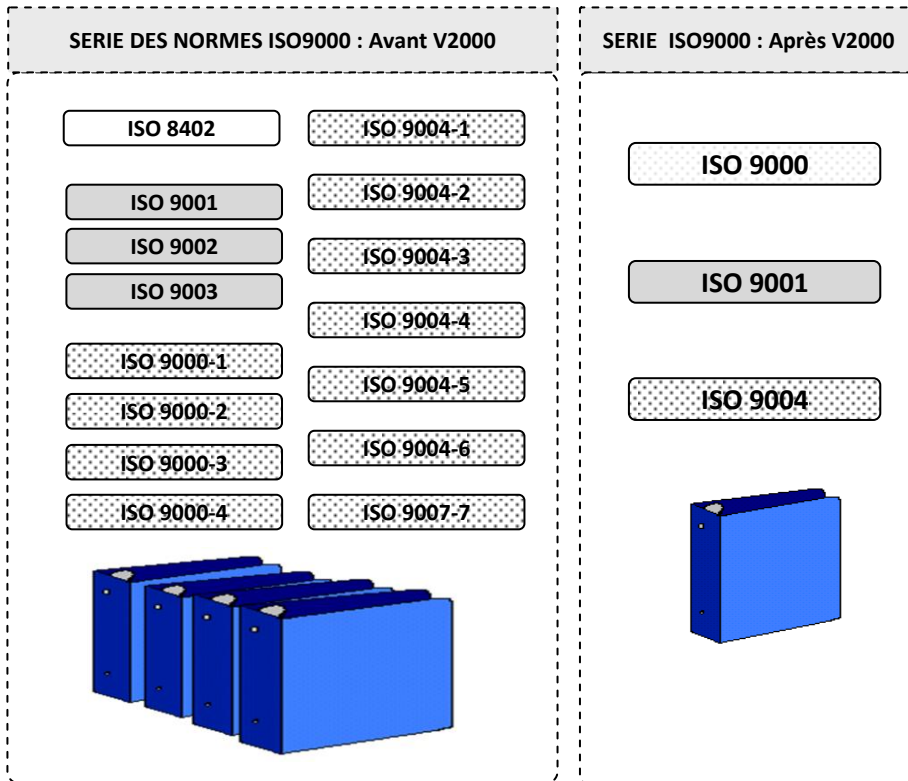 SERIE DES NORMES ISO9000 : Avant V2000
ISO 8402
ISO 9001
ISO 9002
ISO 9003
ISO 9000-1
ISO 9000-2
ISO 9000-3
ISO 9000-4
ISO 9004-1
ISO 9004-2
ISO 9004-3
ISO 9004-4
ISO 9004-5
ISO 9004-6
ISO 9007-7
SERIE ISO9000 : Après V2000
ISO 9000
ISO 9001
ISO 9004